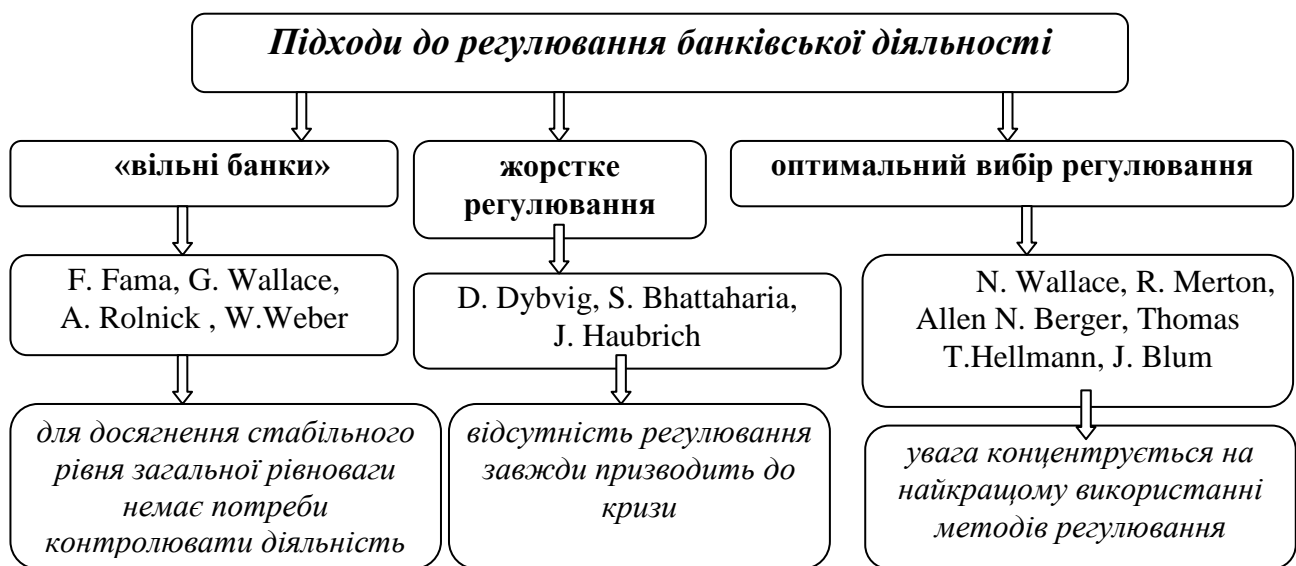 Підходи до регулювання банківської діяльності
«вільні банки»
жорстке
регулювання
оптимальний вибір регулювання
F. Fama, G. Wallace,
A. Rolnick , W.Weber
D. Dybvig, S. Bhattaharia,
J. Haubrich
N. Wallace, R. Merton,
Allen N. Berger, Thomas
T.Hellmann, J. Blum
для досягнення стабільного
рівня загальної рівноваги
немає потреби
контролювати діяльність
відсутність регулювання
завжди призводить до
кризи
увага концентрується на
найкращому використанні
методів регулювання